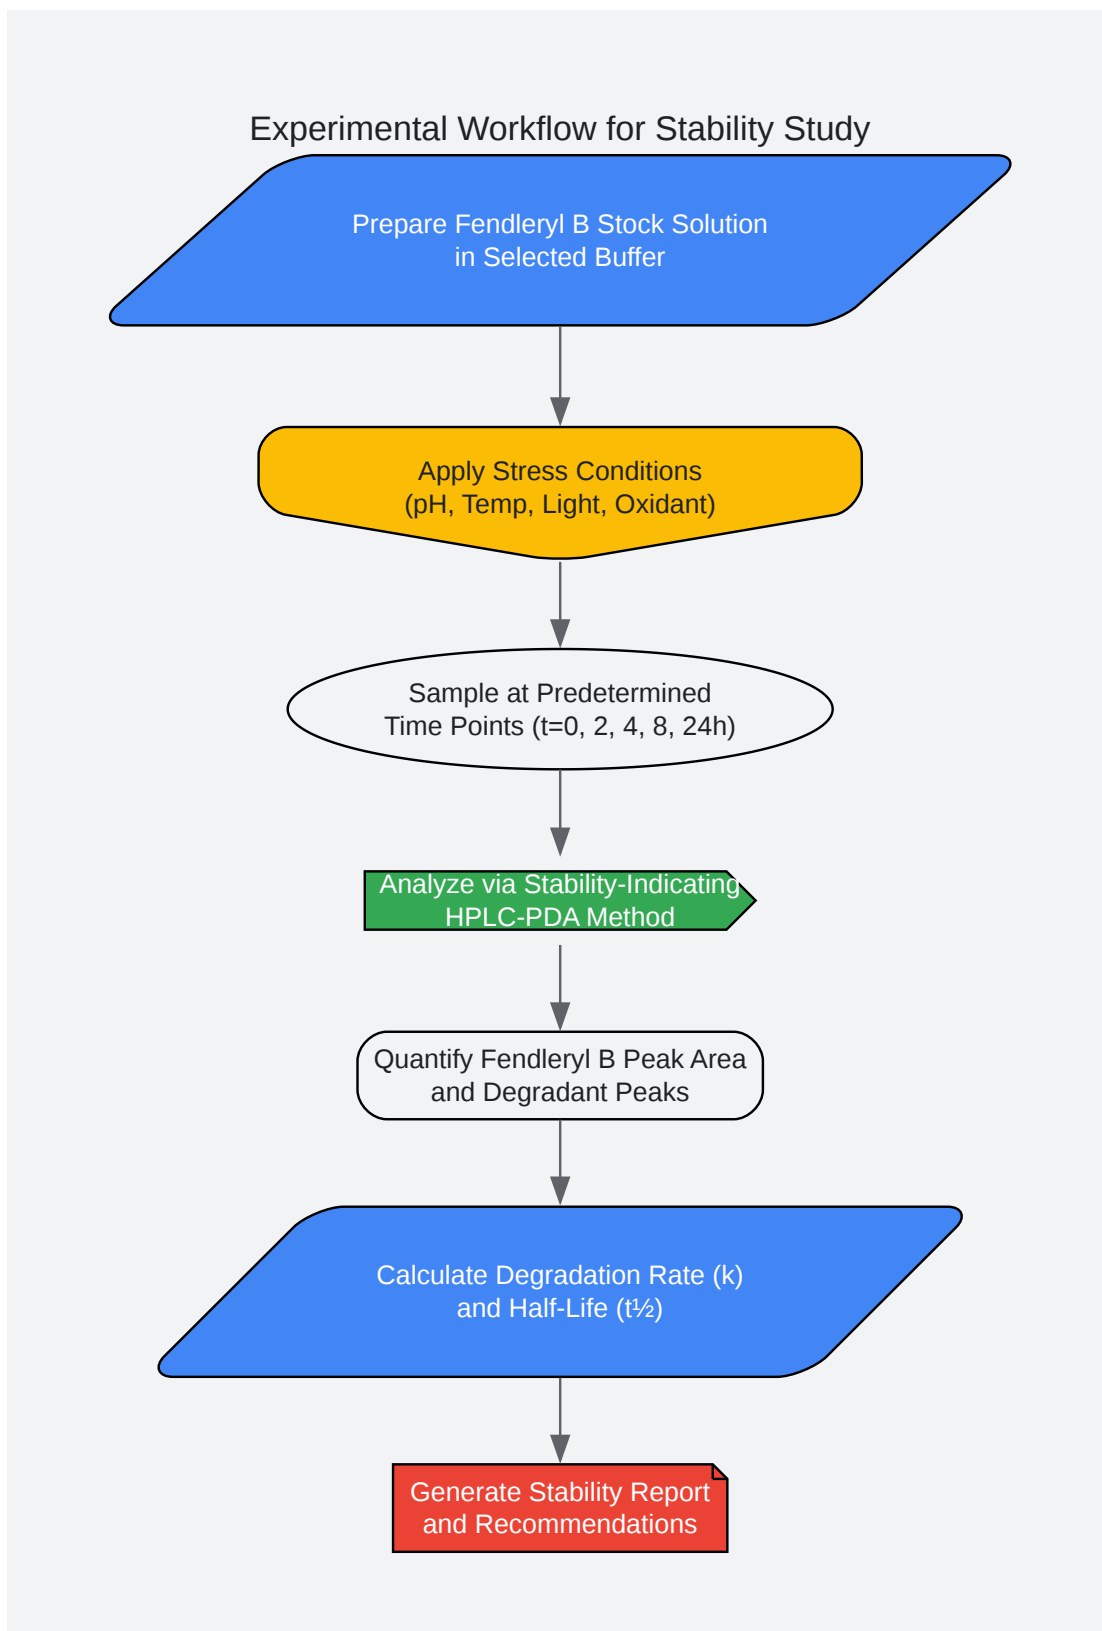 Experimental Workflow for Stability Study
Prepare Fendleryl B Stock Solution
in Selected Buffer
Apply Stress Conditions
(pH, Temp, Light, Oxidant)
Sample at Predetermined
Time Points (t=0, 2, 4, 8, 24h)
Analyze via Stability-Indicating
HPLC-PDA Method
Quantify Fendleryl B Peak Area
and Degradant Peaks
Calculate Degradation Rate (k)
and Half-Life (t½)
Generate Stability Report
and Recommendations